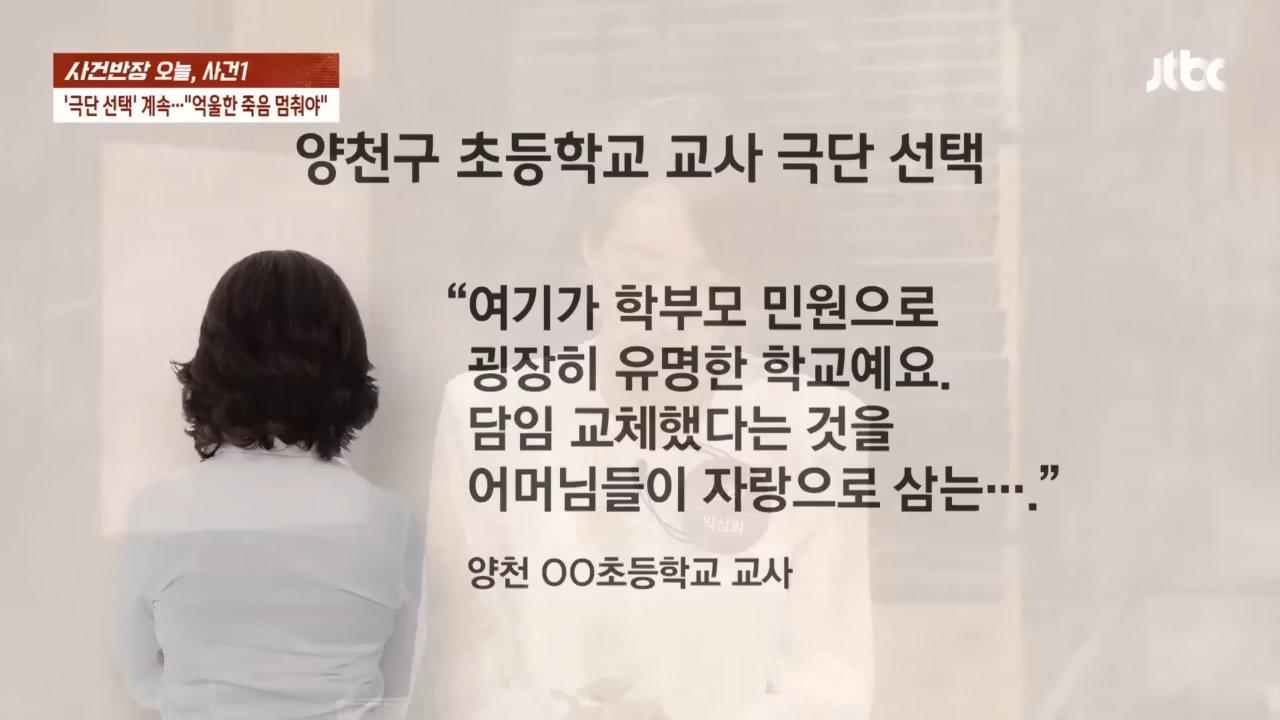 사건반장 오늘, 사건1
'극단 선택' 계속…"억울한 죽음 멈춰야"
jtbc
양천구 초등학교 교사 극단 선택
“여기가 학부모 민원으로
굉장히 유명한 학교예요.
담임 교체했다는 것을
어머님들이 자랑으로 삼는….”
박상희
양천 OO초등학교 교사